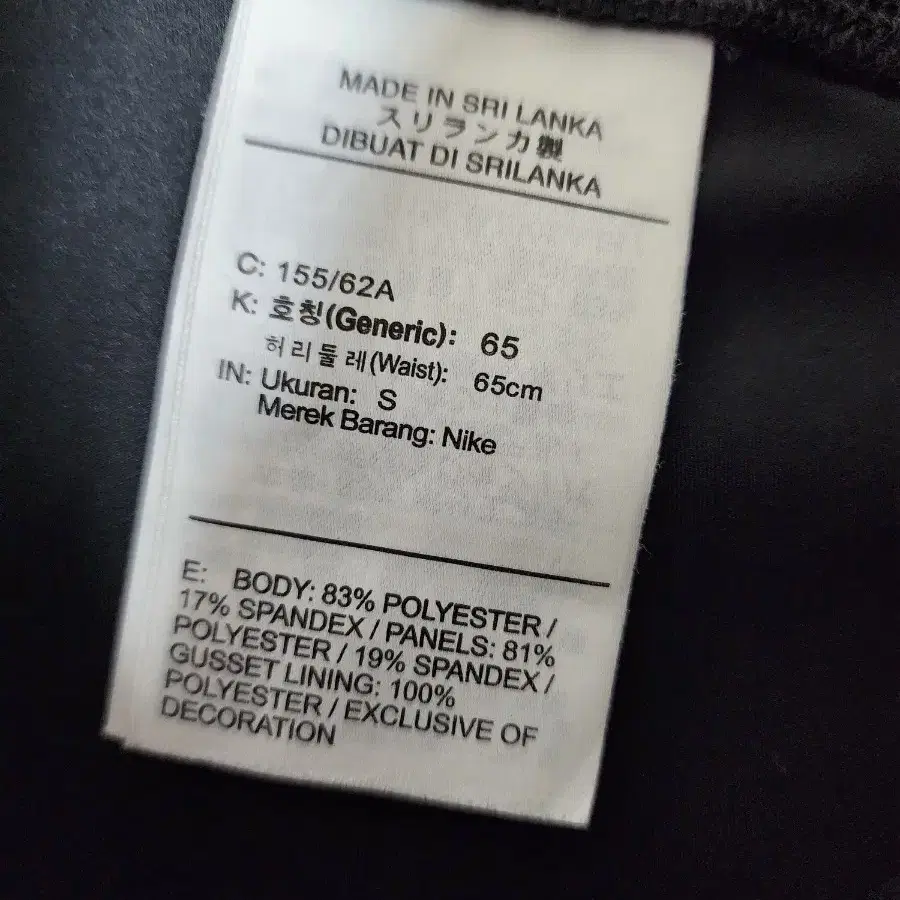 MADE IN SRI LANKA
スリランカ製
DIBUAT DI SRILANKA
C: 155/62A
K: 호칭(Generic): 65
허리둘레(Waist): 65cm
IN: Ukuran: S
Merek Barang: Nike
E: BODY: 83% POLYESTER /
17% SPANDEX / PANELS: 81%
POLYESTER / 19% SPANDEX /
GUSSET LINING: 100%
POLYESTER / EXCLUSIVE OF
DECORATION